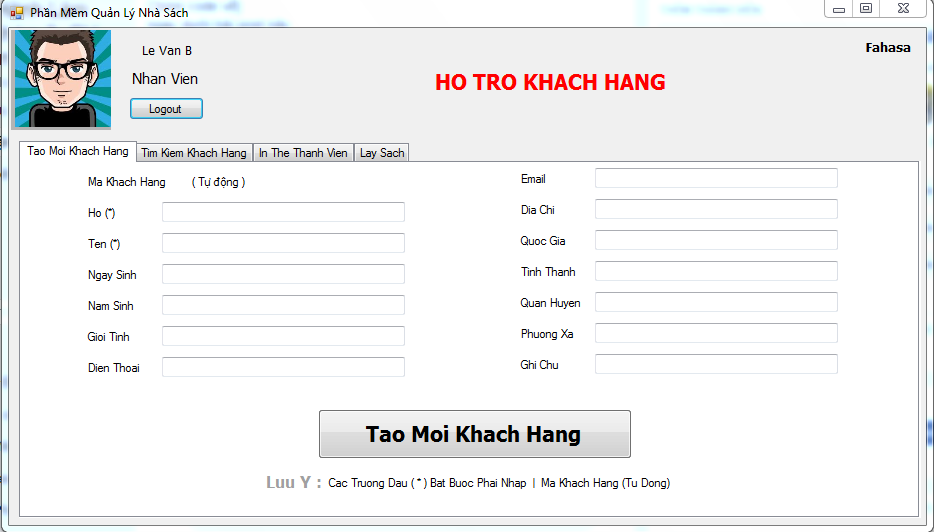 Phần Mềm Quản Lý Nhà Sách
Le Van B
Nhan Vien
Logout
HO TRO KHACH HANG
Fahasa
Tao Moi Khach Hang
Tim Kiem Khach Hang
In The Thanh Vien
Lay Sach
Ma Khach Hang ( Tự động )
Ho (*)
Ten (*)
Ngay Sinh
Nam Sinh
Gioi Tinh
Dien Thoai
Email
Dia Chi
Quoc Gia
Tinh Thanh
Quan Huyen
Phuong Xa
Ghi Chu
Tao Moi Khach Hang
Luu Y : Cac Truong Dau ( * ) Bat Buoc Phai Nhap | Ma Khach Hang (Tu Dong)